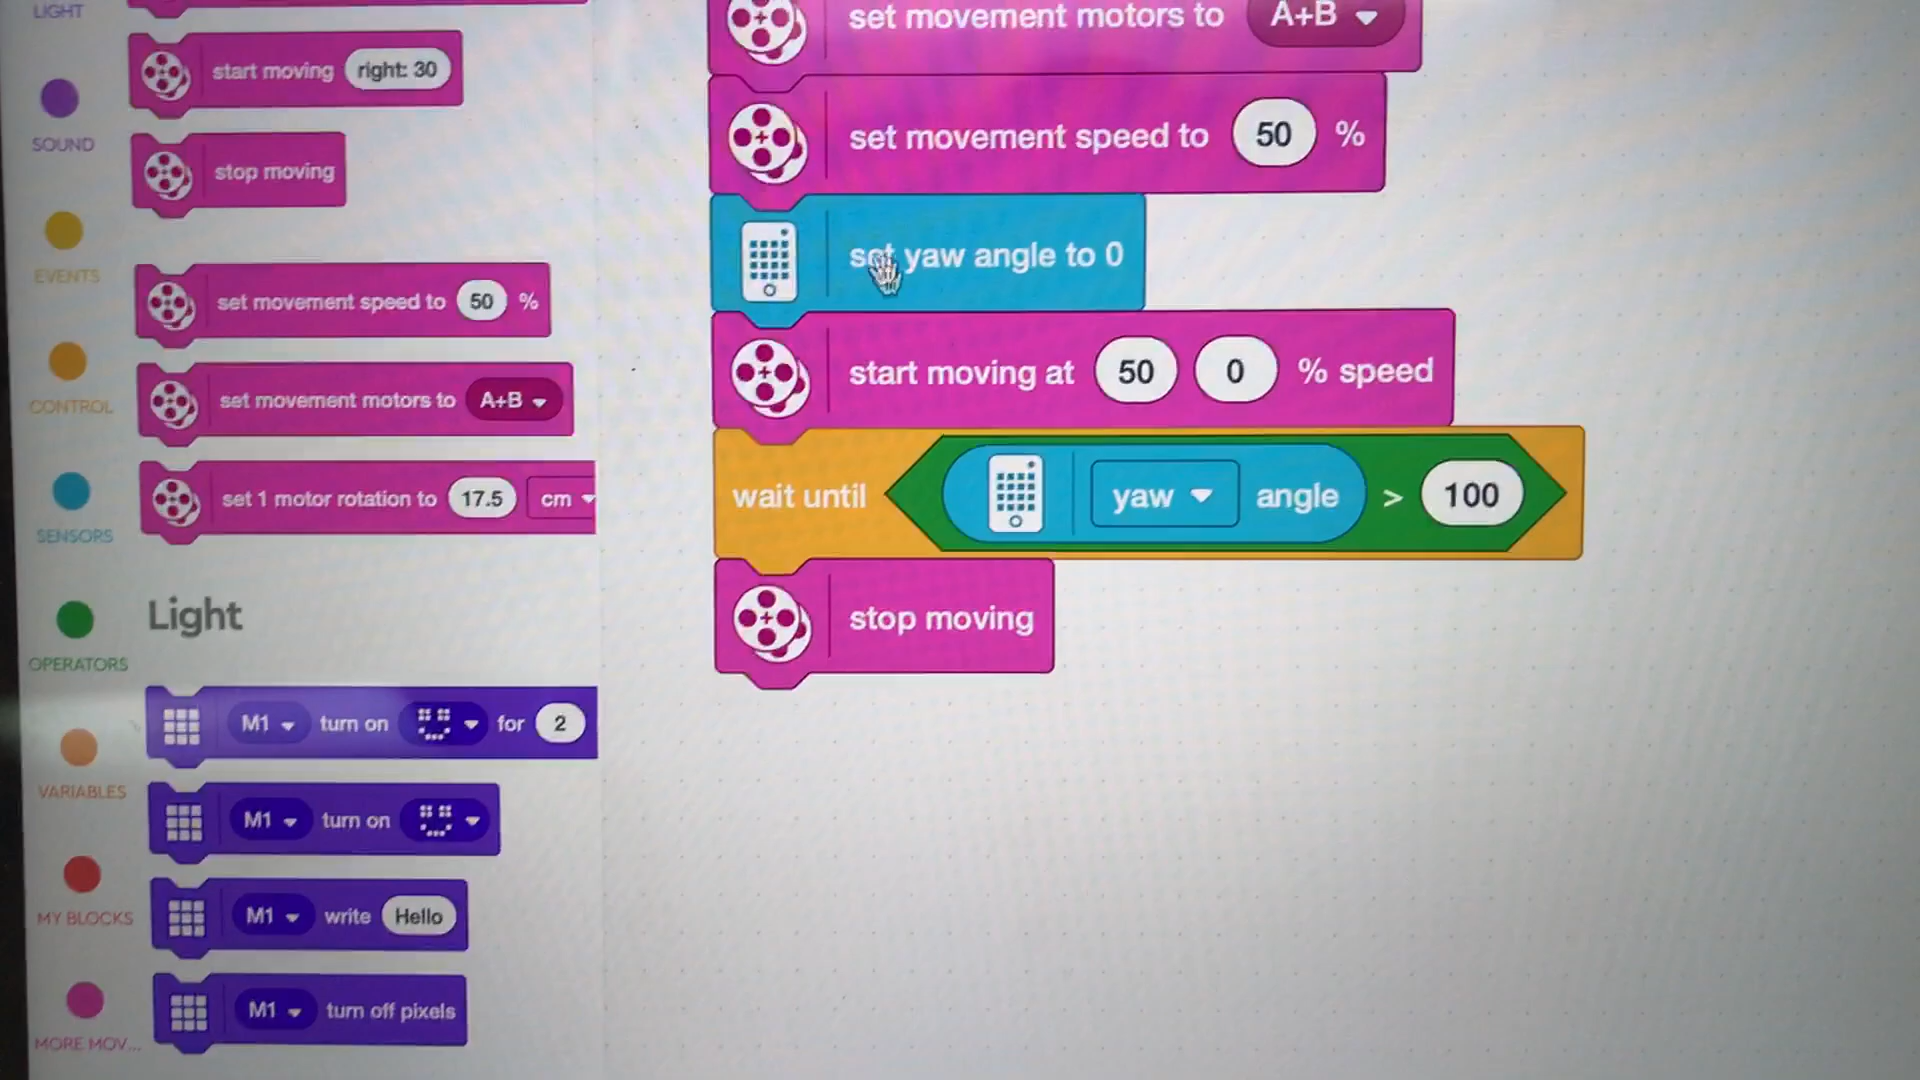 LIGHT
SOUND
EVENTS
CONTROL
SENSORS
OPERATORS
VARIABLES
MY BLOCKS
MORE MOV...
start moving right: 30
stop moving
set movement speed to 50 %
set movement motors to A+B
set 1 motor rotation to 17.5 cm
Light
M1 turn on for 2
M1 turn on
M1 write Hello
M1 turn off pixels
set movement motors to A+B
set movement speed to 50 %
set yaw angle to 0
start moving at 50 0 % speed
wait until yaw angle > 100
stop moving